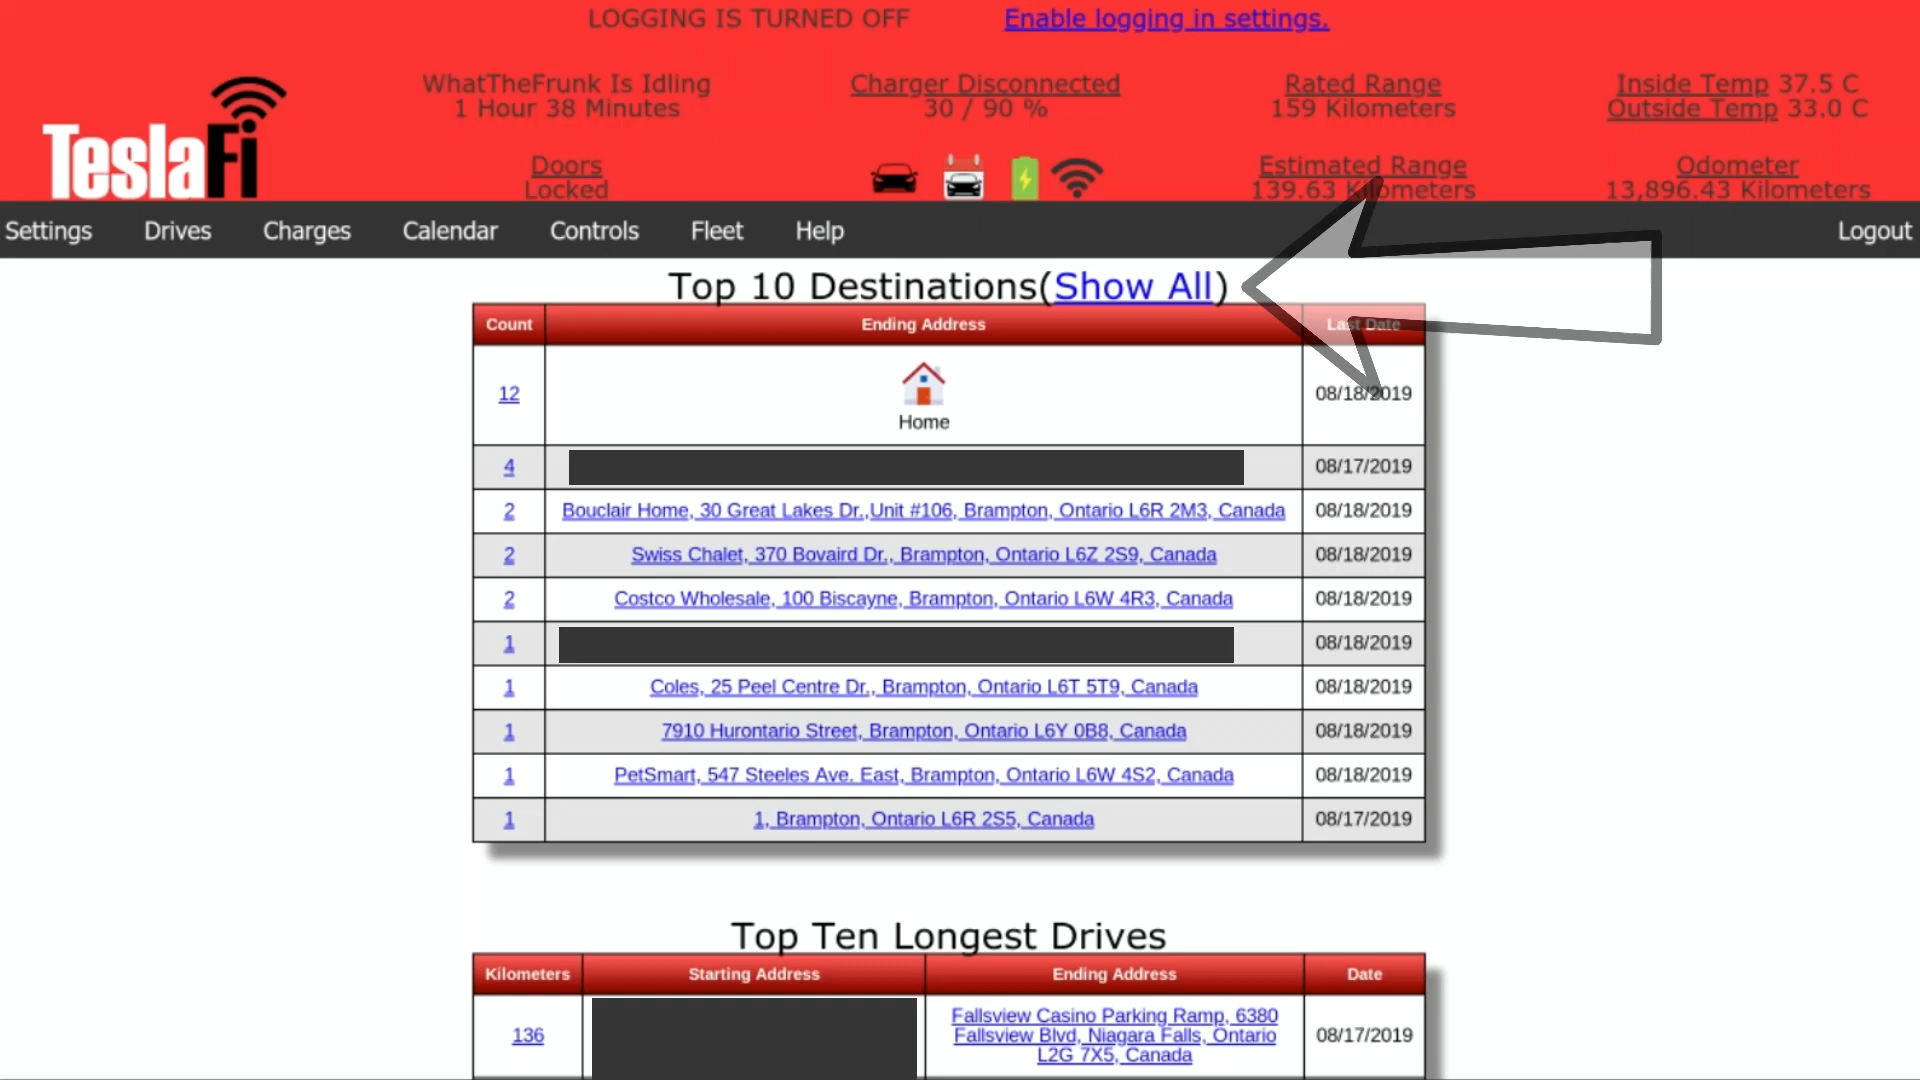 LOGGING IS TURNED OFF Enable logging in settings.
WhatTheFrunk Is Idling
1 Hour 38 Minutes
Charger Disconnected
30 / 90 %
Rated Range
159 Kilometers
Inside Temp 37.5 C
Outside Temp 33.0 C
TeslaFi
Doors
Locked
Estimated Range
139.63 Kilometers
Odometer
13,896.43 Kilometers
Settings Drives Charges Calendar Controls Fleet Help Logout
Top 10 Destinations(Show All)
Count Ending Address Last Date
12 Home 08/18/2019
4 08/17/2019
2 Bouclair Home, 30 Great Lakes Dr.,Unit #106, Brampton, Ontario L6R 2M3, Canada 08/18/2019
2 Swiss Chalet, 370 Bovaird Dr., Brampton, Ontario L6Z 2S9, Canada 08/18/2019
2 Costco Wholesale, 100 Biscayne, Brampton, Ontario L6W 4R3, Canada 08/18/2019
1 08/18/2019
1 Coles, 25 Peel Centre Dr., Brampton, Ontario L6T 5T9, Canada 08/18/2019
1 7910 Hurontario Street, Brampton, Ontario L6Y 0B8, Canada 08/18/2019
1 PetSmart, 547 Steeles Ave. East, Brampton, Ontario L6W 4S2, Canada 08/18/2019
1 1, Brampton, Ontario L6R 2S5, Canada 08/17/2019
Top Ten Longest Drives
Kilometers Starting Address Ending Address Date
136 Fallsview Casino Parking Ramp, 6380
Fallsview Blvd, Niagara Falls, Ontario
L2G 7X5, Canada 08/17/2019